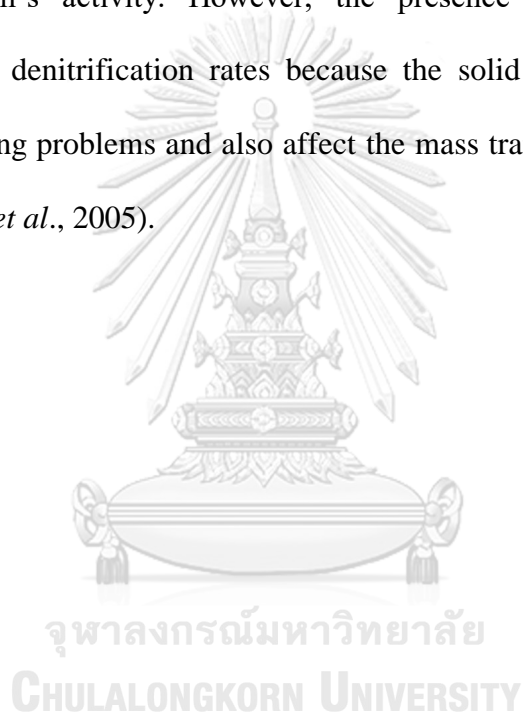 activity. However, the presence
denitrification rates because the solid
problems and also affect the mass tra
et al., 2005).
จุฬาลงกรณ์มหาวิทยาลัย
CHULALONGKORN UNIVERSITY